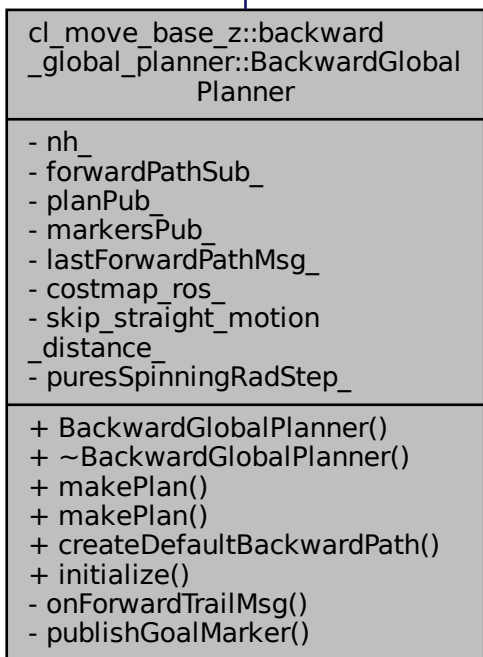 cl_move_base_z::backward
_global_planner::BackwardGlobal
Planner
- nh_
- forwardPathSub_
- planPub_
- markersPub_
- lastForwardPathMsg_
- costmap_ros_
- skip_straight_motion
_distance_
- puresSpinningRadStep_
+ BackwardGlobalPlanner()
+ ~BackwardGlobalPlanner()
+ makePlan()
+ makePlan()
+ createDefaultBackwardPath()
+ initialize()
- onForwardTrailMsg()
- publishGoalMarker()